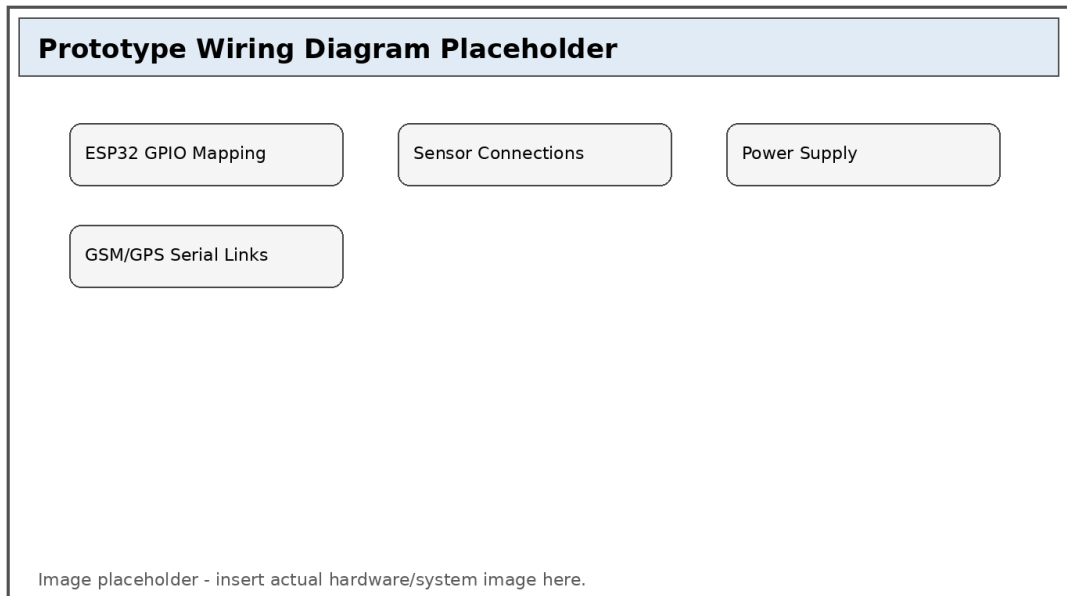 Prototype Wiring Diagram Placeholder
ESP32 GPIO Mapping
Sensor Connections
Power Supply
GSM/GPS Serial Links
Image placeholder - insert actual hardware/system image here.